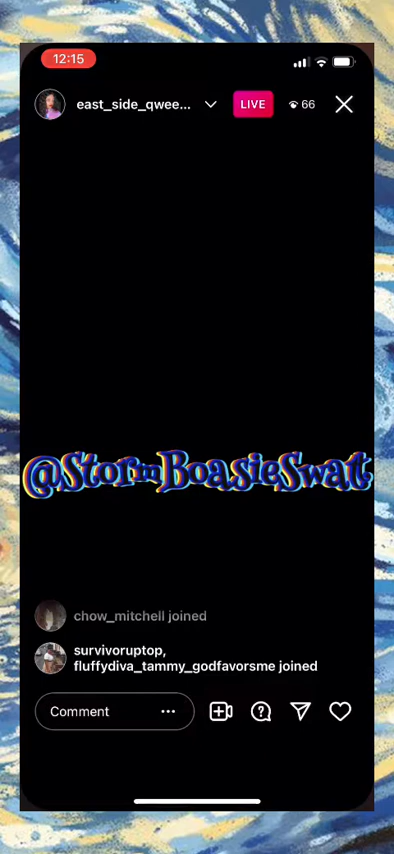 12:15
east_side_qwee...
LIVE
66
@StormBoasieSwat
chow_mitchell joined
survivoruptop,
fluffydiva_tammy_godfavorsme joined
Comment